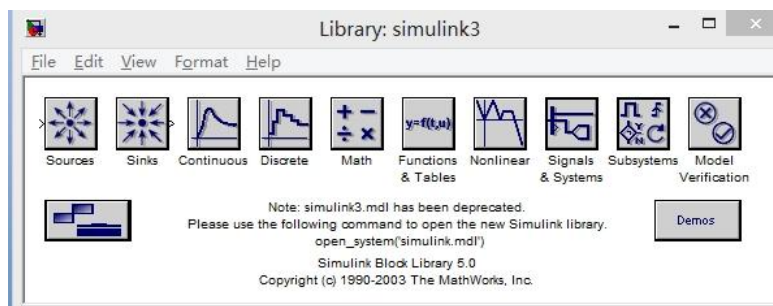 Library: simulink3
File Edit View Format Help
y=f(t,u)
Sources Sinks Continuous Discrete Math Functions & Tables Nonlinear Signals & Systems Subsystems Model Verification
Note: simulink3.mdl has been deprecated.
Please use the following command to open the new Simulink library.
open_system('simulink.mdl')
Demos
Simulink Block Library 5.0
Copyright (c) 1990-2003 The MathWorks, Inc.